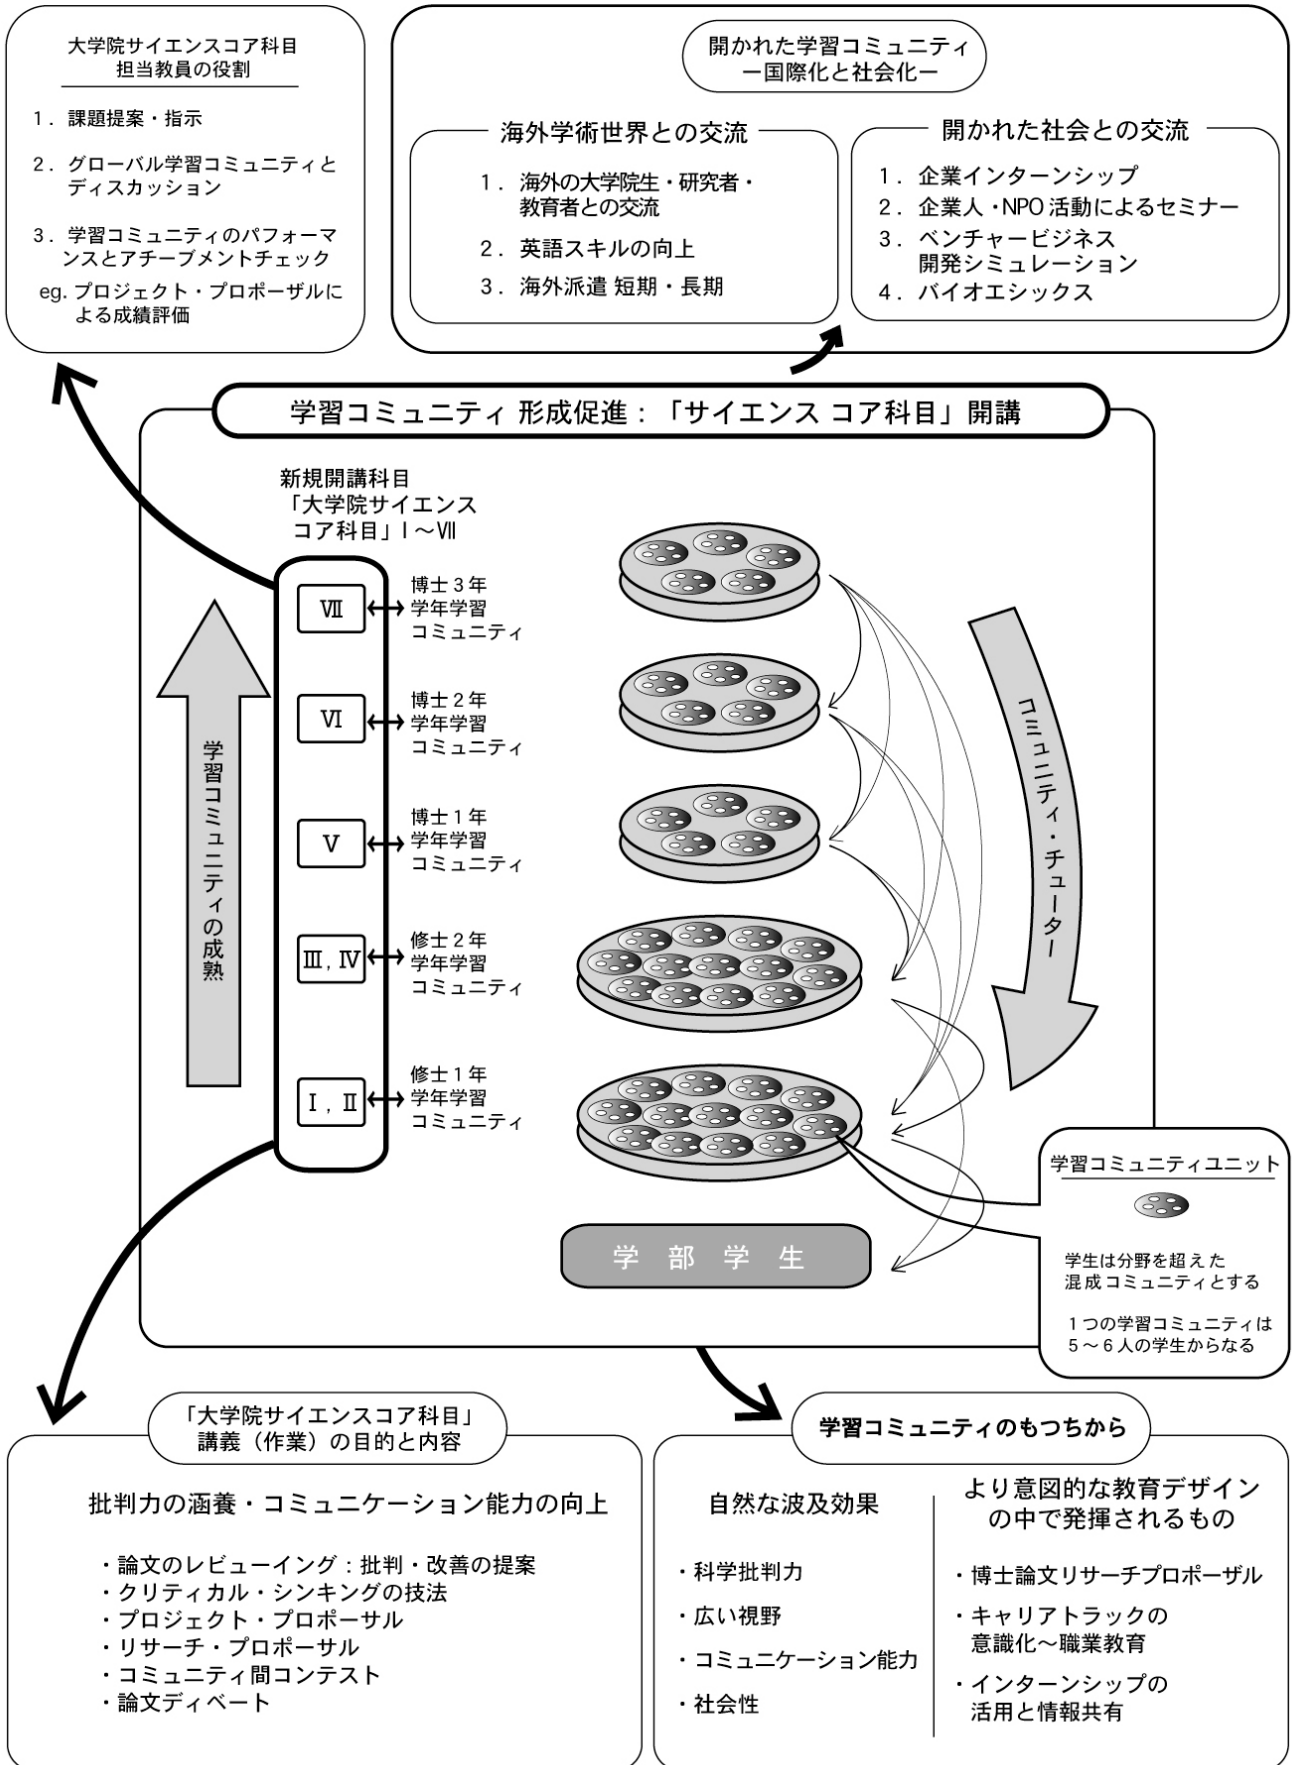 大学院サイエンスコア科目
担当教員の役割
1．課題提案・指示
2．グローバル学習コミュニティと
ディスカッション
3．学習コミュニティのパフォーマ
ンスとアチーブメントチェック
eg. プロジェクト・プロポーザルに
よる成績評価
開かれた学習コミュニティ
ー国際化と社会化ー
海外学術世界との交流
1．海外の大学院生・研究者・
教育者との交流
2．英語スキルの向上
3．海外派遣 短期・長期
開かれた社会との交流
1．企業インターンシップ
2．企業人・NPO 活動によるセミナー
3．ベンチャービジネス
開発シミュレーション
4．バイオエシックス
学習コミュニティ 形成促進：「サイエンス コア科目」開講
新規開講科目
「大学院サイエンス
コア科目」Ⅰ～Ⅶ
Ⅶ
博士 3 年
学年学習
コミュニティ
Ⅵ
博士 2 年
学年学習
コミュニティ
Ⅴ
博士 1 年
学年学習
コミュニティ
Ⅲ , Ⅳ
修士 2 年
学年学習
コミュニティ
Ⅰ , Ⅱ
修士 1 年
学年学習
コミュニティ
学習コミュニティの成熟
コミュニティ・チューター
学部学生
学習コミュニティユニット
学生は分野を超えた
混成コミュニティとする
1 つの学習コミュニティは
5 ～ 6 人の学生からなる
「大学院サイエンスコア科目」
講義（作業）の目的と内容
批判力の涵養・コミュニケーション能力の向上
・論文のレビューイング：批判・改善の提案
・クリティカル・シンキングの技法
・プロジェクト・プロポーサル
・リサーチ・プロポーサル
・コミュニティ間コンテスト
・論文ディベート
学習コミュニティのもつちから
自然な波及効果
・科学批判力
・広い視野
・コミュニケーション能力
・社会性
より意図的な教育デザイン
の中で発揮されるもの
・博士論文リサーチプロポーザル
・キャリアトラックの
意識化～職業教育
・インターンシップの
活用と情報共有